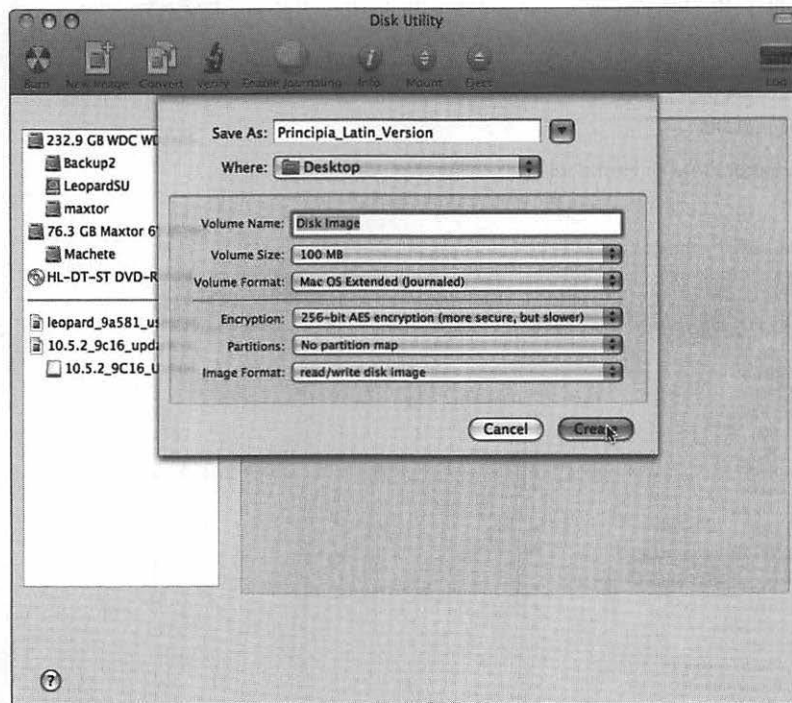 Disk Utility
Burn New Image Convert Verify Enable Journaling Info Mount Eject
Save As: Principia_Latin_Version
Where: Desktop
232.9 GB WDC WD
Backup2
LeopardSU
maxtor
76.3 GB Maxtor 6
Machete
HL-DT-ST DVD-R
leopard_9a581_us
10.5.2_9c16_upda
10.5.2_9C16_U
Volume Name: Disk Image
Volume Size: 100 MB
Volume Format: Mac OS Extended (Journaled)
Encryption: 256-bit AES encryption (more secure, but slower)
Partitions: No partition map
Image Format: read/write disk image
Cancel Create
?